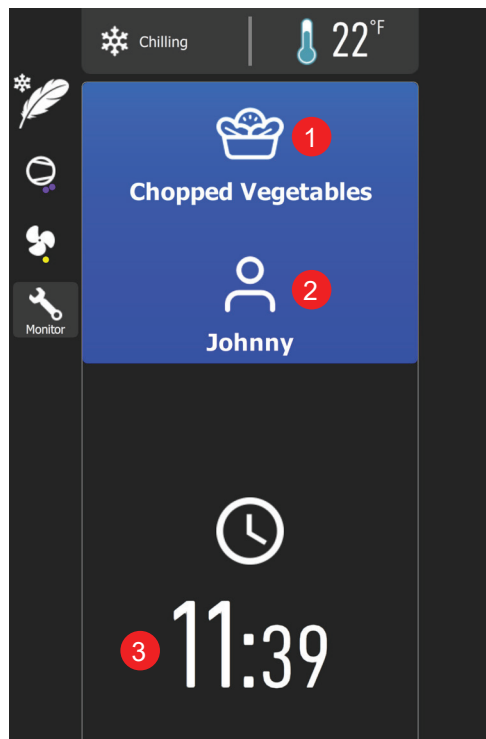 Chilling
22°F
1
Chopped Vegetables
2
Johnny
Monitor
3
11:39